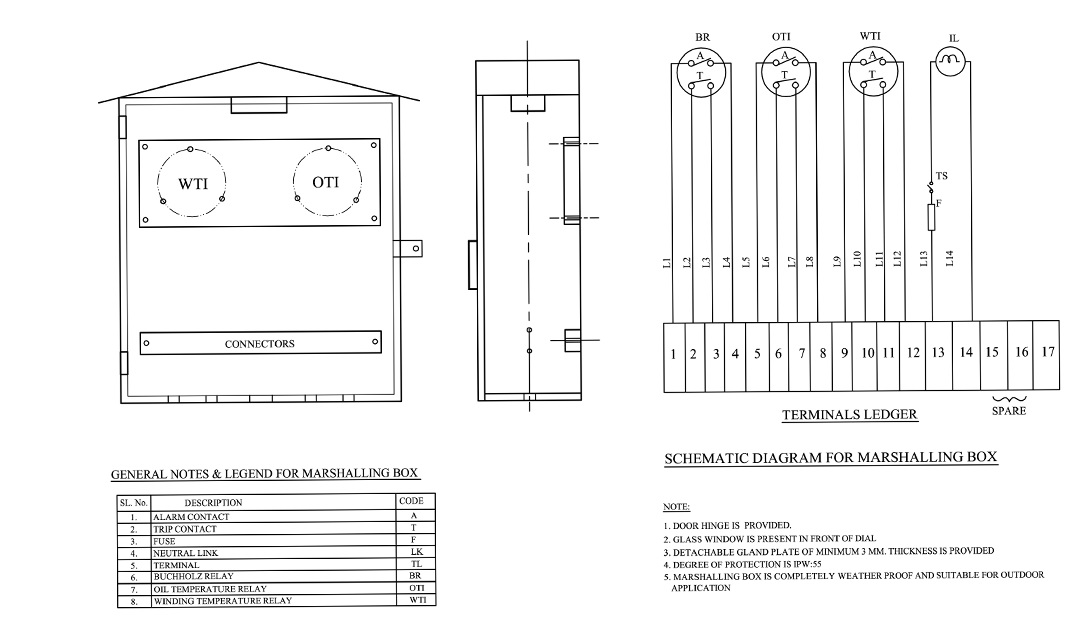 WTI
OTI
CONNECTORS
BR
OTI
WTI
IL
A
A
A
T
T
T
TS
F
L1
L2
L3
L4
L5
L6
L7
L8
L9
L10
L11
L12
L13
L14
1 2 3 4 5 6 7 8 9 10 11 12 13 14 15 16 17
SPARE
TERMINALS LEDGER
SCHEMATIC DIAGRAM FOR MARSHALLING BOX
GENERAL NOTES & LEGEND FOR MARSHALLING BOX
SL. No. DESCRIPTION CODE
1. ALARM CONTACT A
2. TRIP CONTACT T
3. FUSE F
4. NEUTRAL LINK LK
5. TERMINAL TL
6. BUCHHOLZ RELAY BR
7. OIL TEMPERATURE RELAY OTI
8. WINDING TEMPERATURE RELAY WTI
NOTE:
1. DOOR HINGE IS PROVIDED.
2. GLASS WINDOW IS PRESENT IN FRONT OF DIAL
3. DETACHABLE GLAND PLATE OF MINIMUM 3 MM. THICKNESS IS PROVIDED
4. DEGREE OF PROTECTION IS IPW:55
5. MARSHALLING BOX IS COMPLETELY WEATHER PROOF AND SUITABLE FOR OUTDOOR
APPLICATION